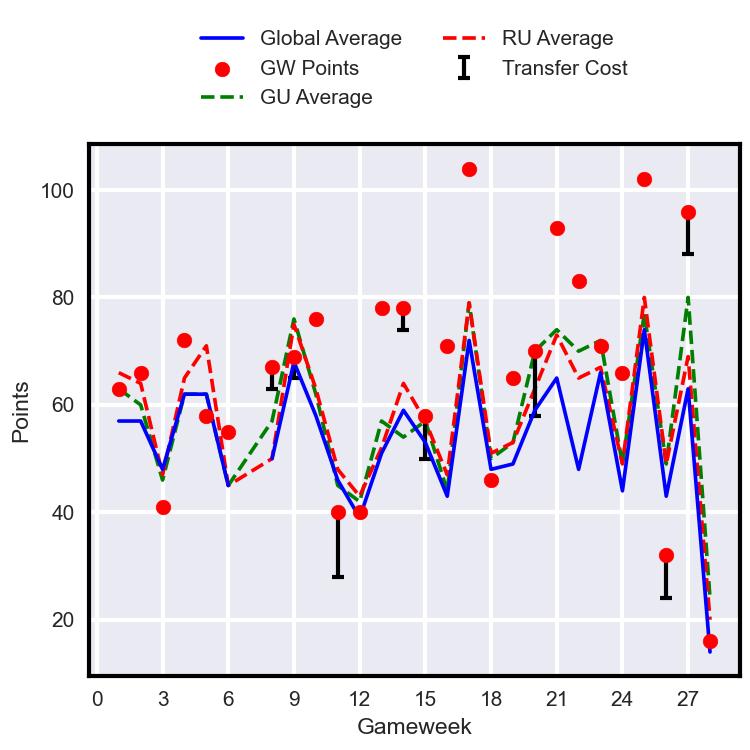 Global Average
GW Points
GU Average
RU Average
Transfer Cost
Points
100
80
60
40
20
0 3 6 9 12 15 18 21 24 27
Gameweek